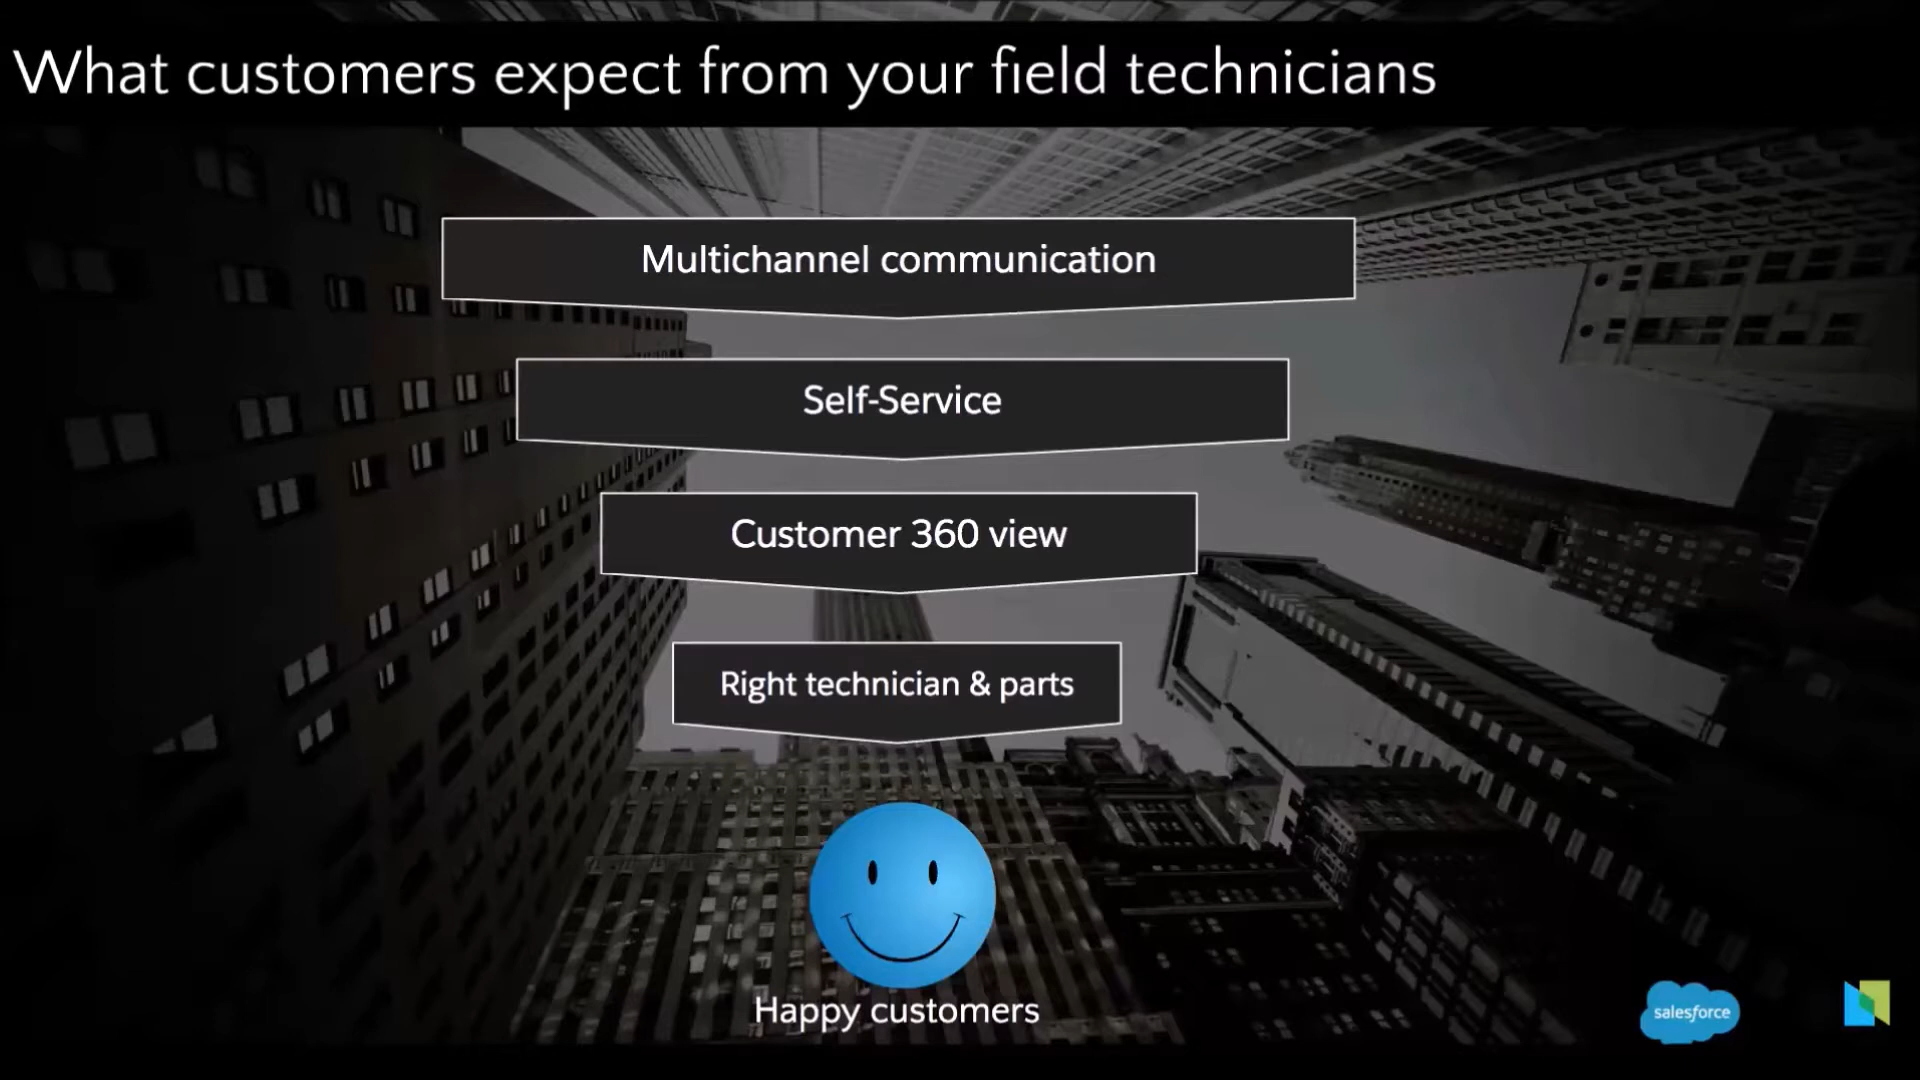 What customers expect from your field technicians
Multichannel communication
Self-Service
Customer 360 view
Right technician & parts
Happy customers
salesforce